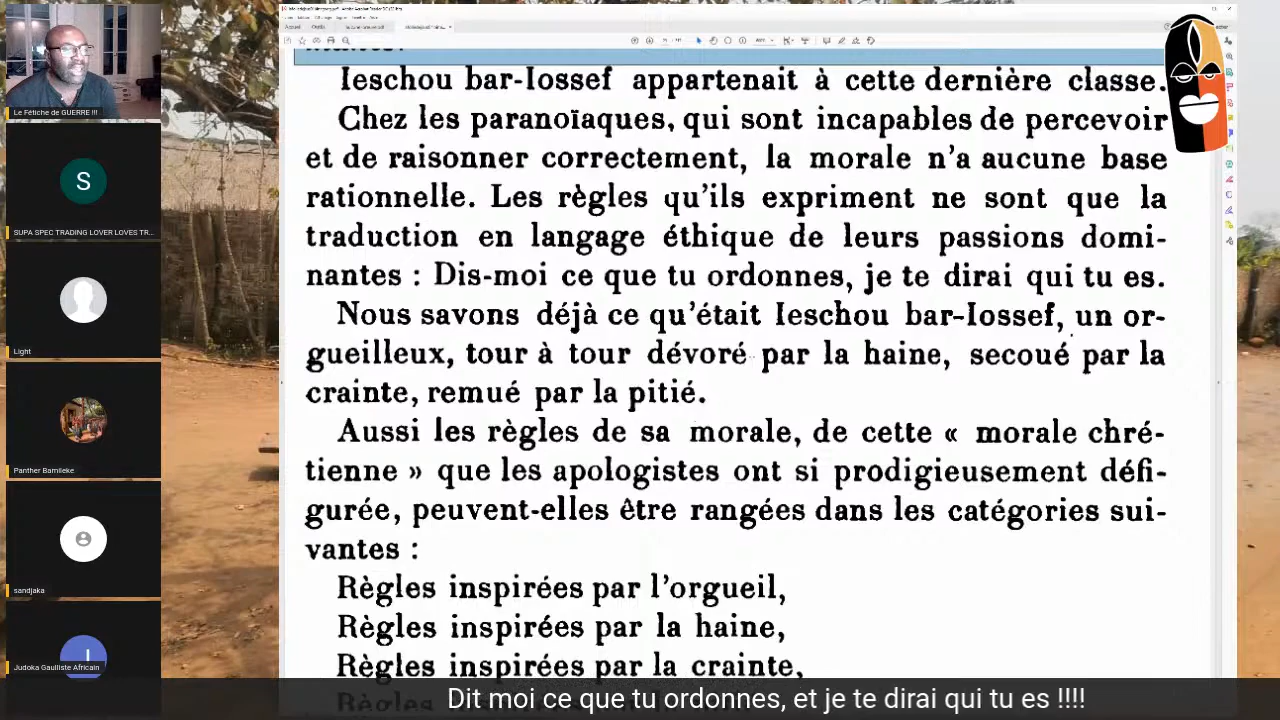 Le Fétiche de GUERRE !!!
SUPA SPEC TRADING LOVER LOVES TR...
S
Light
Panther Bamileke
sandjaka
Judoka Gaulliste Africain
Ieschou bar-Iossef appartenait à cette dernière classe.
Chez les paranoïaques, qui sont incapables de percevoir
et de raisonner correctement, la morale n'a aucune base
rationnelle. Les règles qu'ils expriment ne sont que la
traduction en langage éthique de leurs passions domi-
nantes : Dis-moi ce que tu ordonnes, je te dirai qui tu es.
Nous savons déjà ce qu'était Ieschou bar-Iossef, un or-
gueilleux, tour à tour dévoré par la haine, secoué par la
crainte, remué par la pitié.
Aussi les règles de sa morale, de cette « morale chré-
tienne » que les apologistes ont si prodigieusement défi-
gurée, peuvent-elles être rangées dans les catégories sui-
vantes :
Règles inspirées par l'orgueil,
Règles inspirées par la haine,
Règles inspirées par la crainte,
Dit moi ce que tu ordonnes, et je te dirai qui tu es !!!!